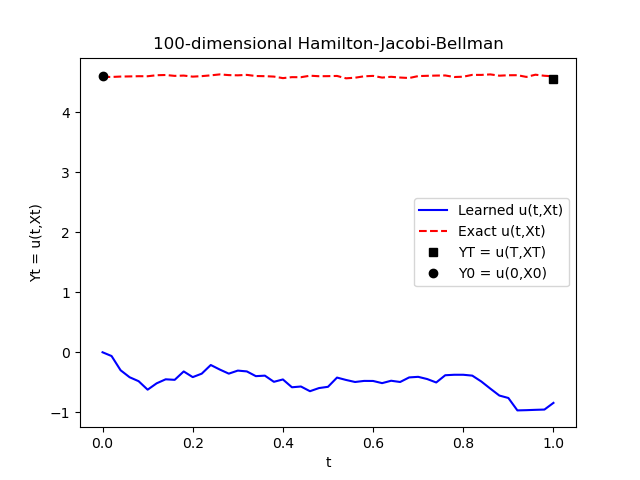 100-dimensional Hamilton-Jacobi-Bellman
Yt = u(t,Xt)
4
3
2
1
0
−1
Learned u(t,Xt)
Exact u(t,Xt)
YT = u(T,XT)
Y0 = u(0,X0)
0.0 0.2 0.4 0.6 0.8 1.0
t